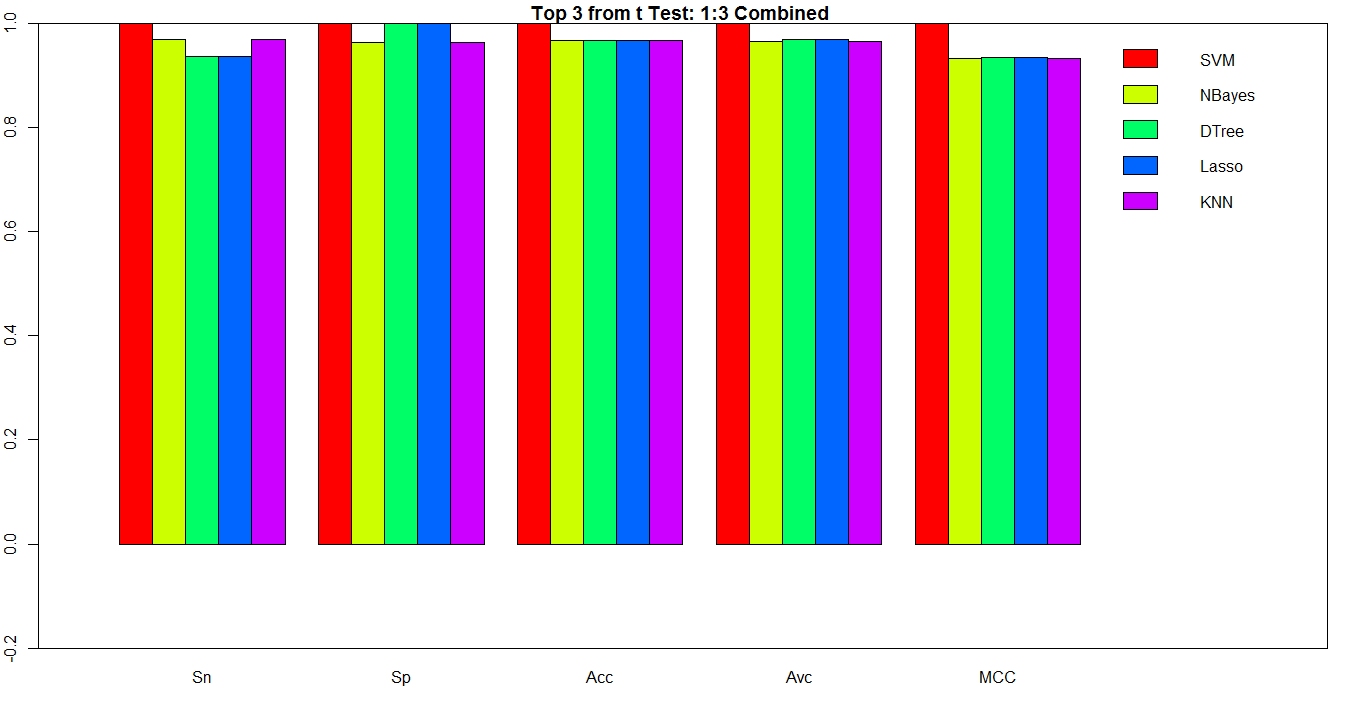 Top 3 from t Test: 1:3 Combined
1.0
0.8
0.6
0.4
0.2
0.0
-0.2
SVM
NBayes
DTree
Lasso
KNN
Sn
Sp
Acc
Avc
MCC